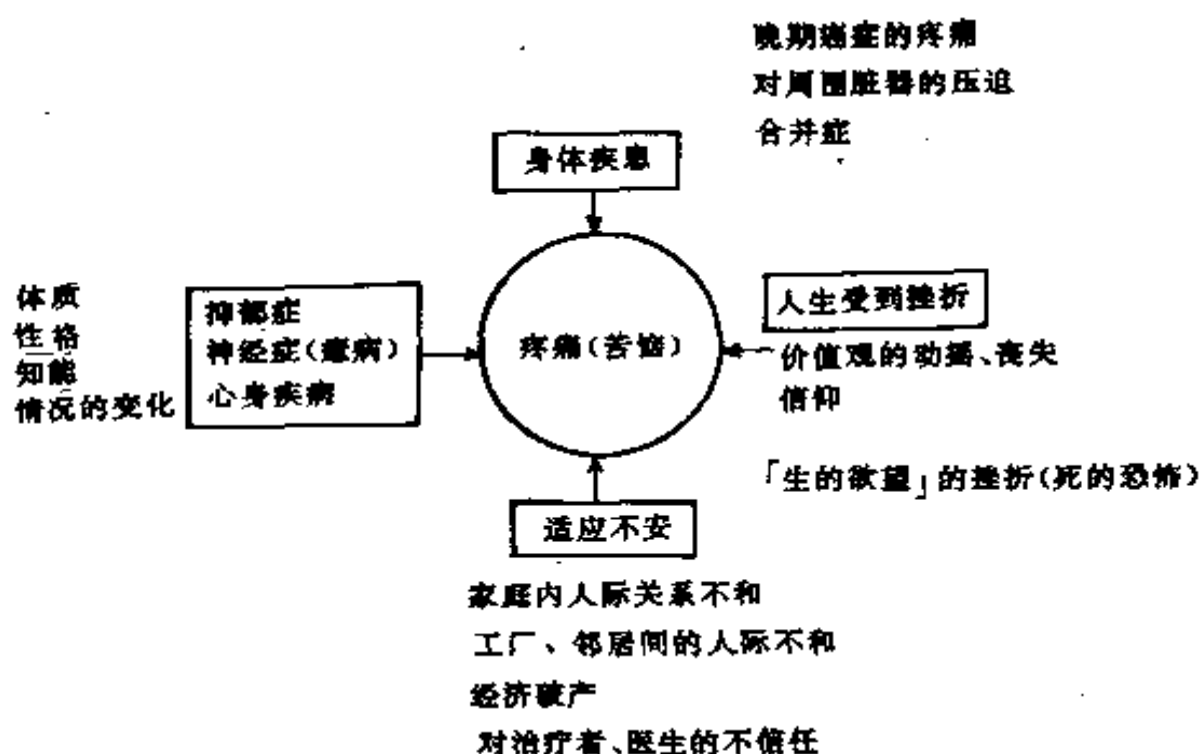 晚期癌症的疼痛
对周围脏器的压迫
合并症
身体疾患
体质
性格
知能
情况的变化
抑郁症
神经症(癔病)
心身疾病
疼痛(苦恼)
人生受到挫折
价值观的动摇、丧失
信仰
「生的欲望」的挫折(死的恐怖)
适应不安
家庭内人际关系不和
工厂、邻居间的人际不和
经济破产
对治疗者、医生的不信任